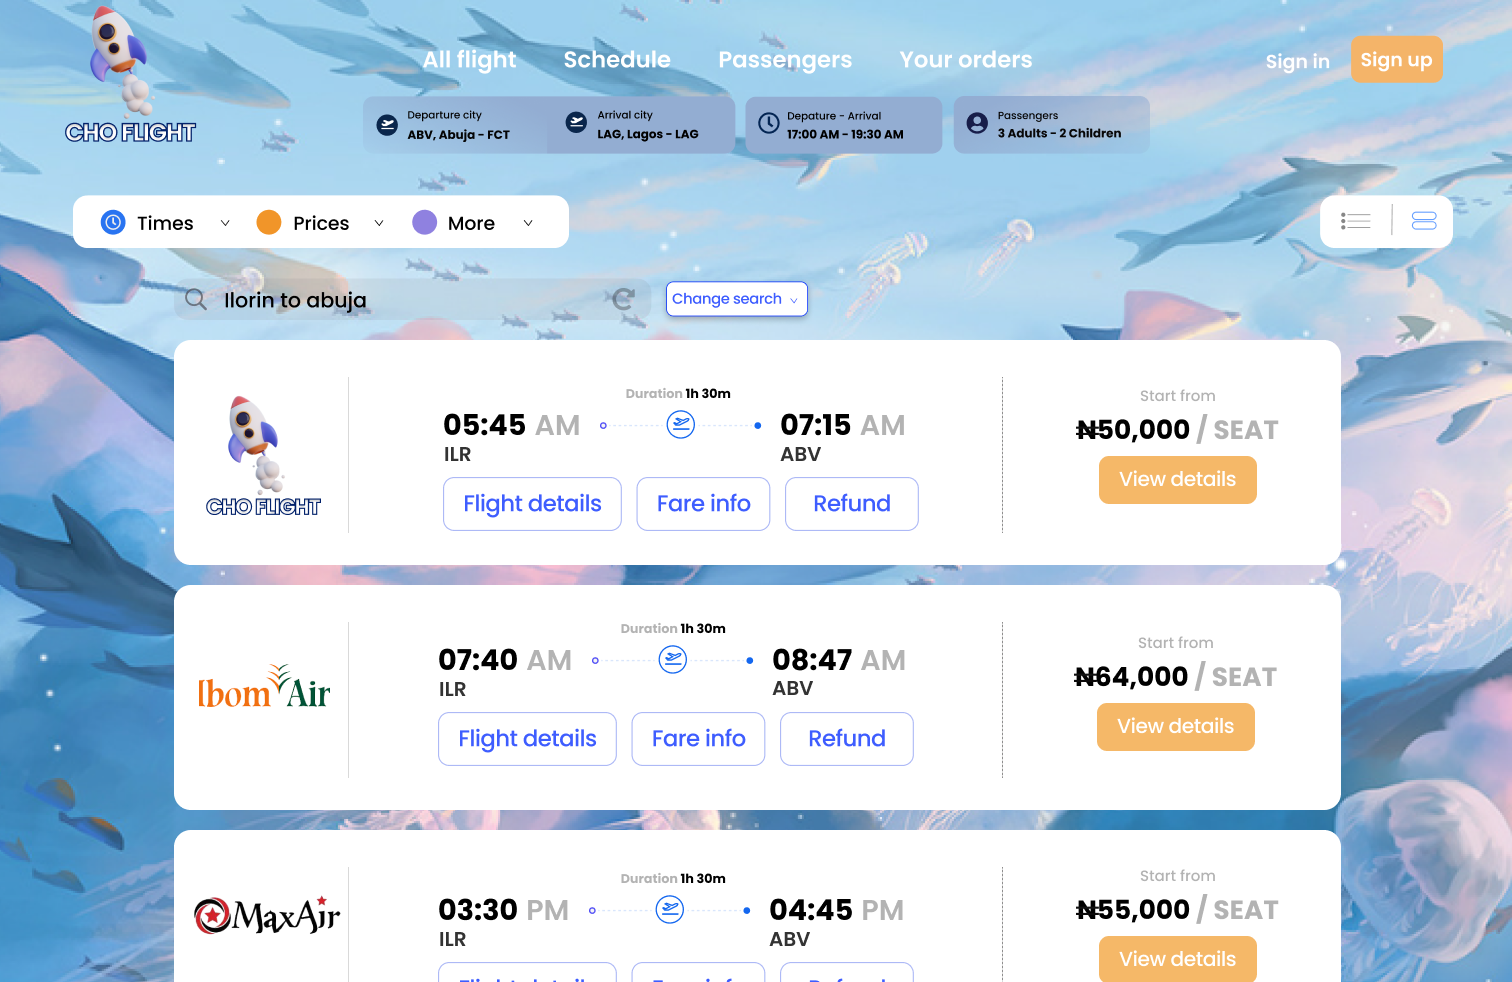 All flight Schedule Passengers Your orders
Sign in Sign up
CHO FLIGHT
Departure city
ABV, Abuja - FCT
Arrival city
LAG, Lagos - LAG
Depature - Arrival
17:00 AM - 19:30 AM
Passengers
3 Adults - 2 Children
Times Prices More
Ilorin to abuja
Change search
CHO FLIGHT
Duration 1h 30m
05:45 AM 07:15 AM
ILR ABV
Flight details Fare info Refund
Start from
₦50,000 / SEAT
View details
Ibom Air
Duration 1h 30m
07:40 AM 08:47 AM
ILR ABV
Flight details Fare info Refund
Start from
₦64,000 / SEAT
View details
MaxAir
Duration 1h 30m
03:30 PM 04:45 PM
ILR ABV
Flight details Fare info Refund
Start from
₦55,000 / SEAT
View details